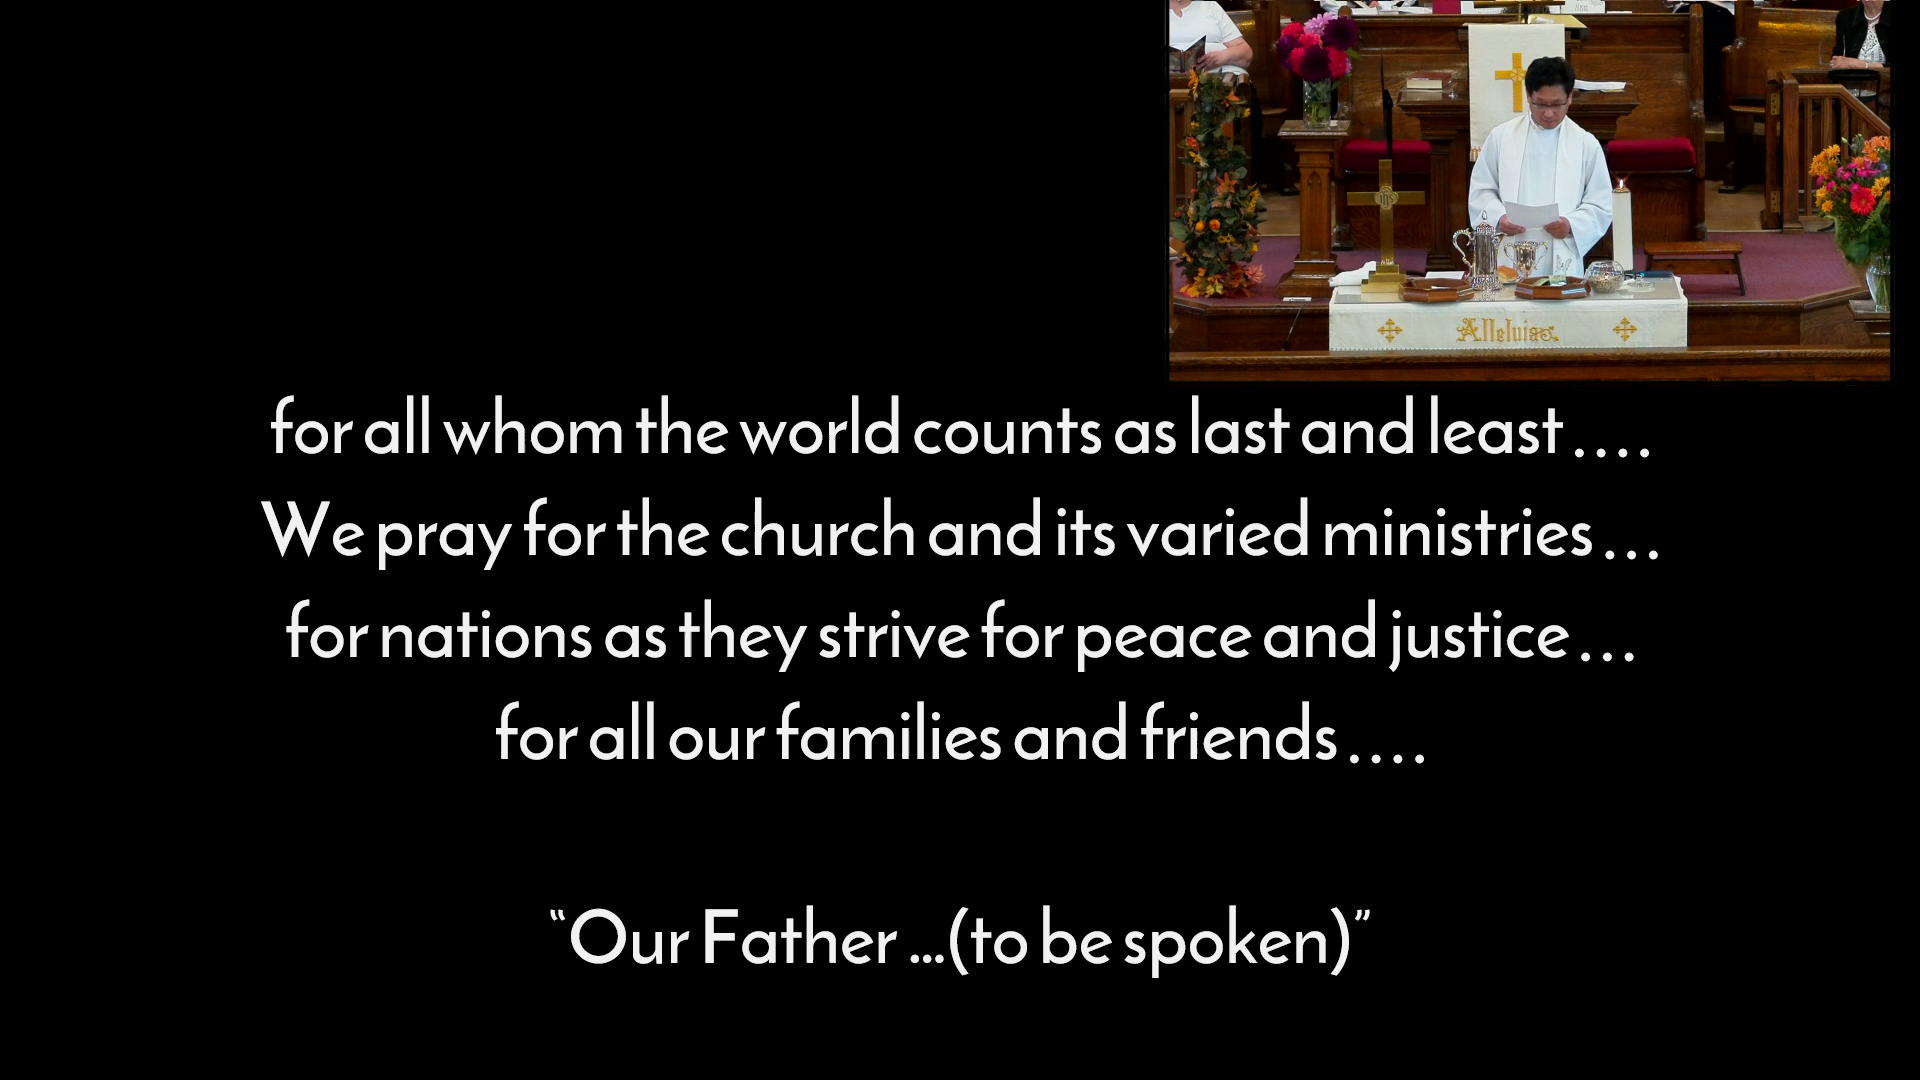 Alleluia
for all whom the world counts as last and least . . . .
We pray for the church and its varied ministries . . .
for nations as they strive for peace and justice . . .
for all our families and friends . . . .
“Our Father ...(to be spoken)”